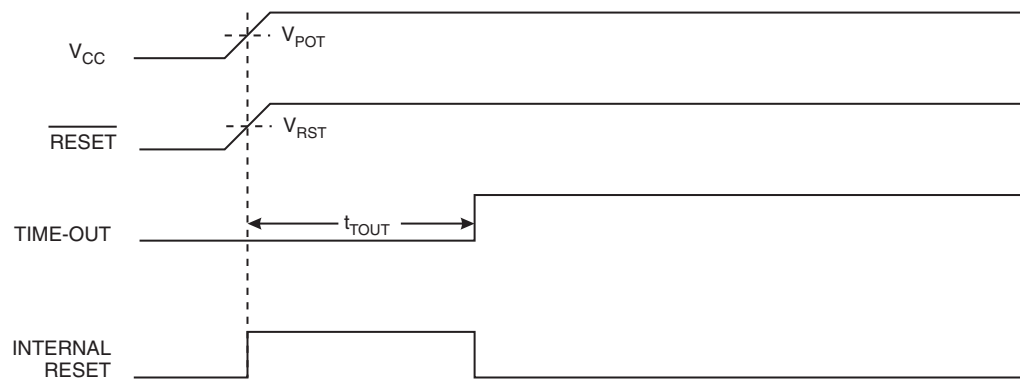 V_CC
V_POT
RESET
V_RST
TIME-OUT
t_TOUT
INTERNAL
RESET